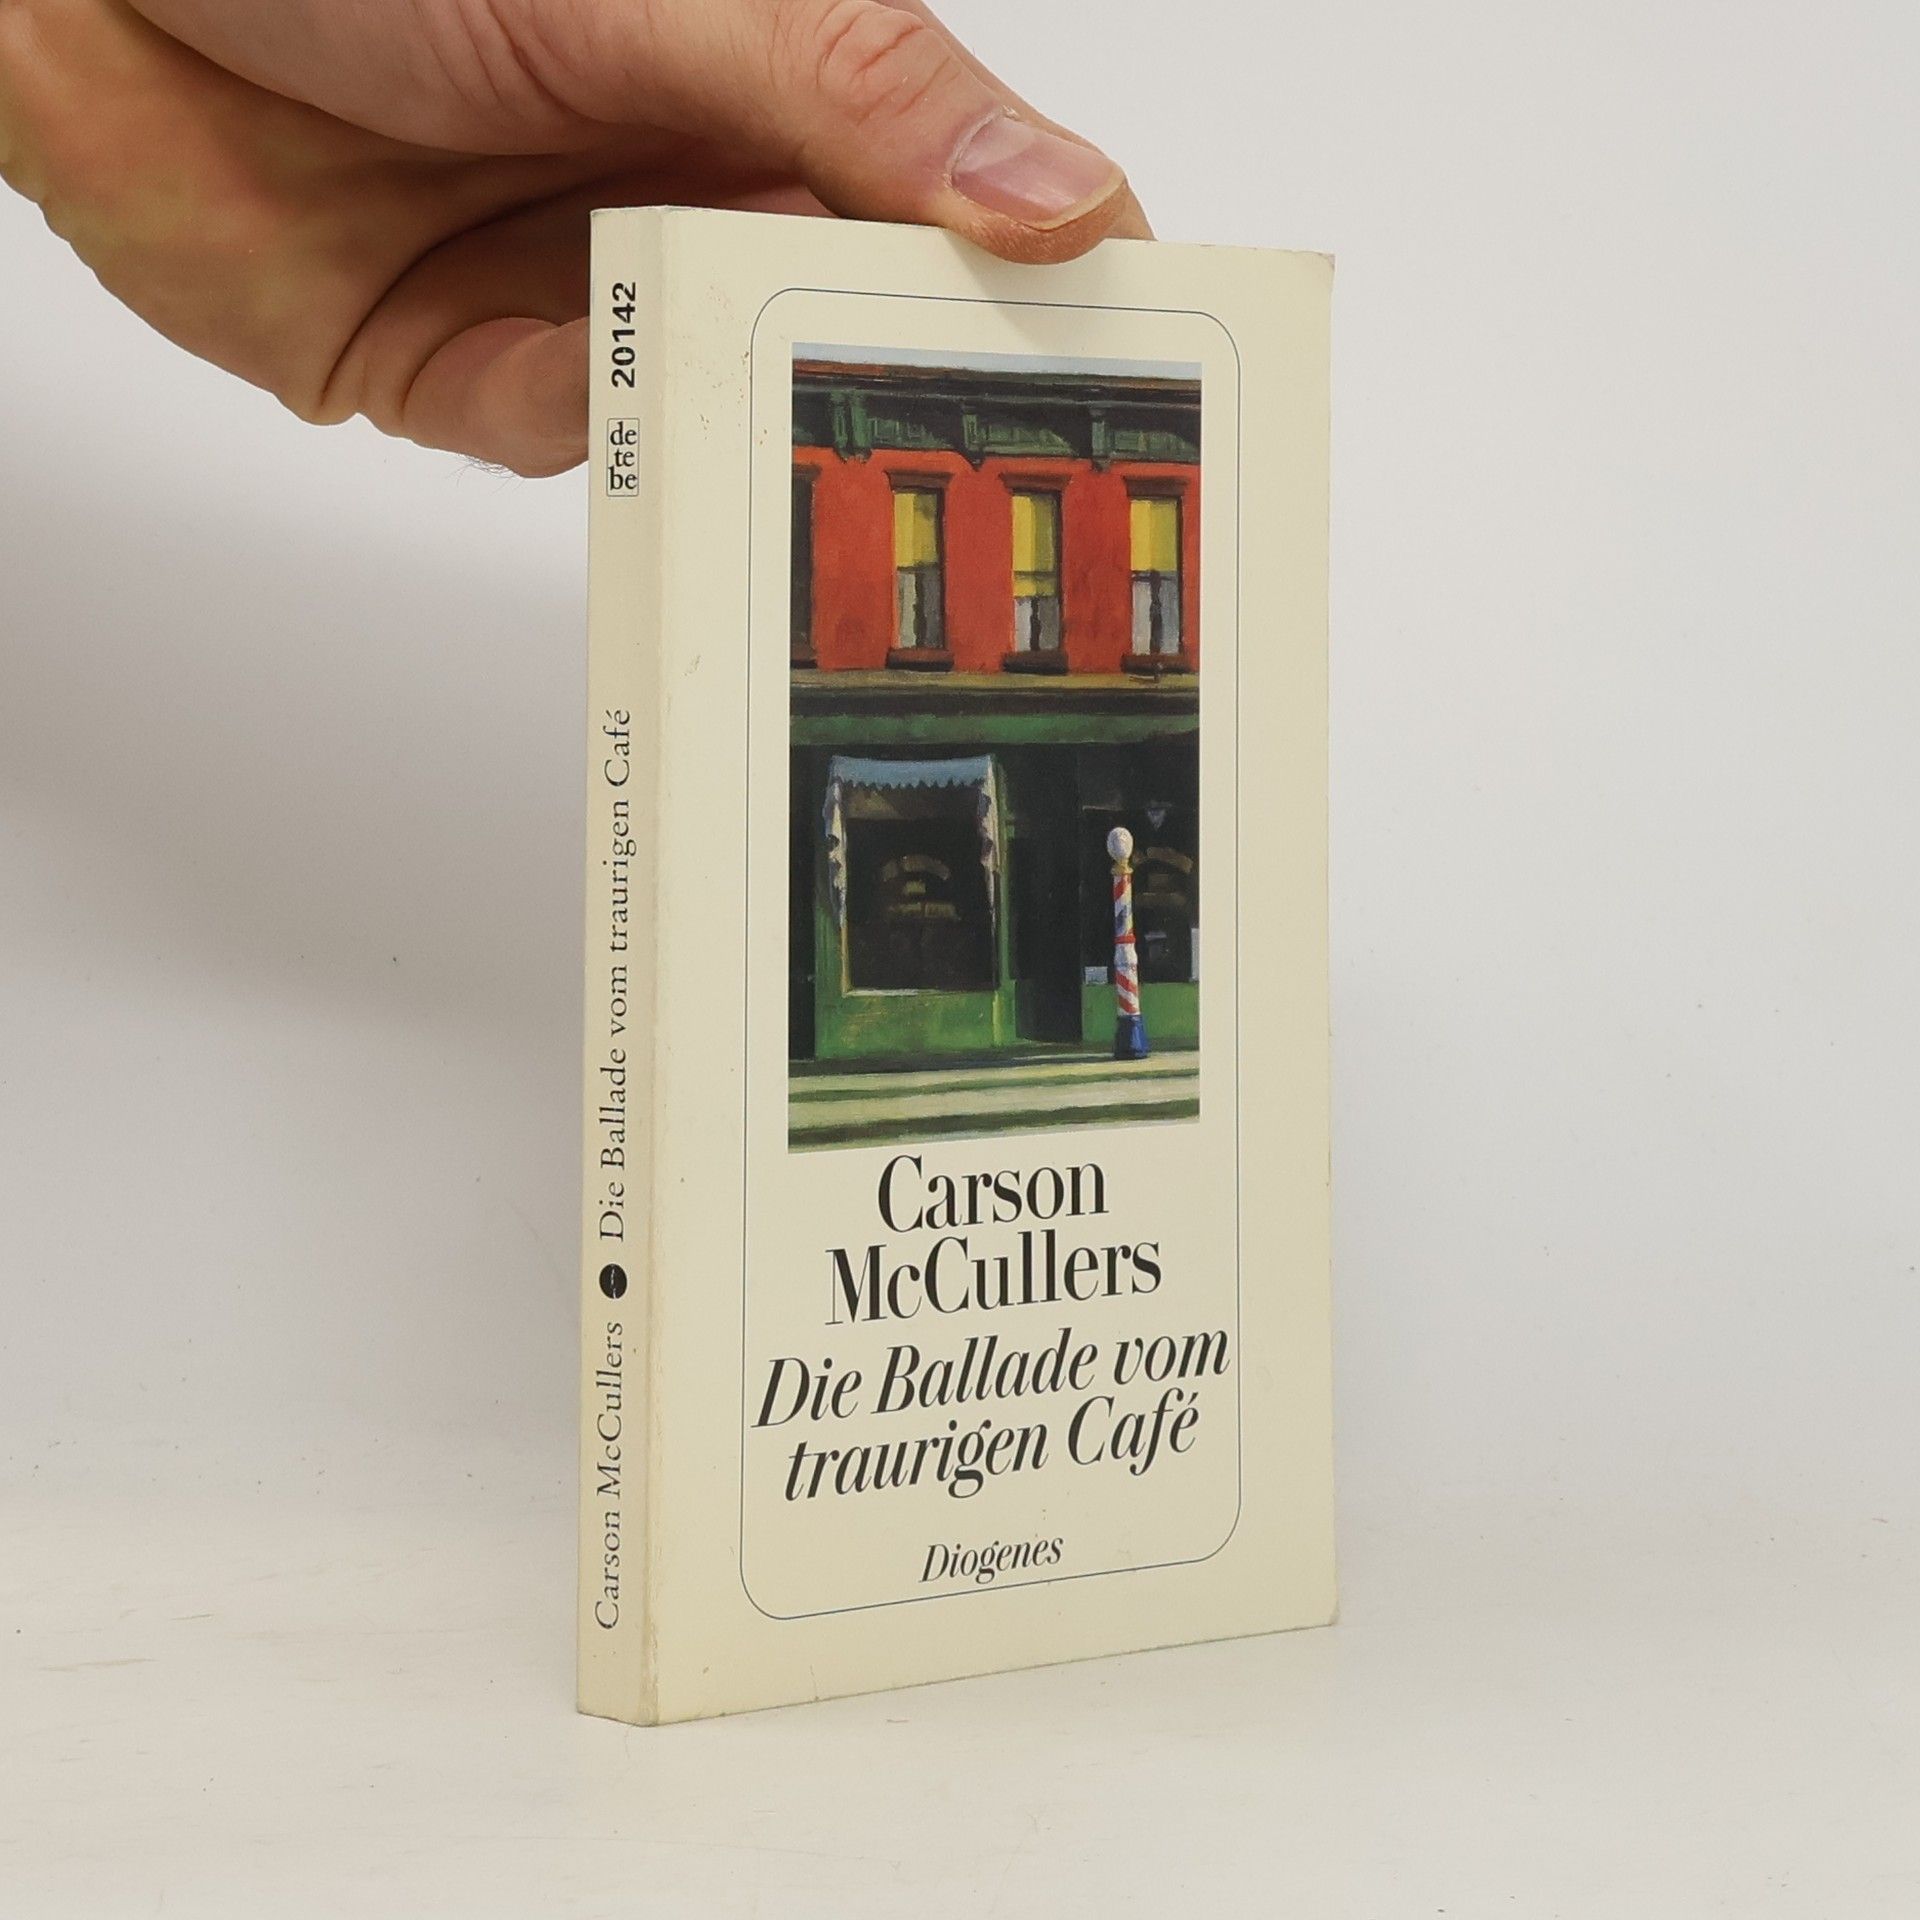 20142
de
te
be
Carson McCullers Die Ballade vom traurigen Café
Carson
McCullers
Die Ballade vom
traurigen Café
Diogenes